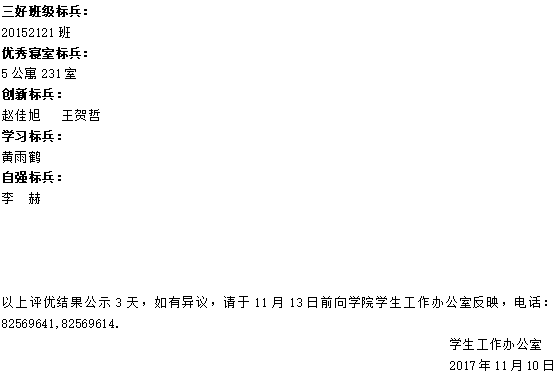 三好班级标兵：
20152121 班
优秀寝室标兵：
5 公寓 231 室
创新标兵：
赵佳旭　王贺哲
学习标兵：
黄雨鹤
自强标兵：
李　赫
以上评优结果公示 3 天，如有异议，请于 11 月 13 日前向学院学生工作办公室反映，电话：
82569641,82569614.
学生工作办公室
2017 年 11 月 10 日